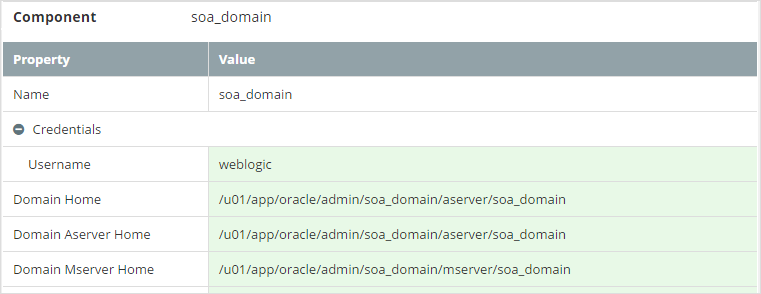 Component soa_domain
Property Value
Name soa_domain
Credentials
Username weblogic
Domain Home /u01/app/oracle/admin/soa_domain/aserver/soa_domain
Domain Aserver Home /u01/app/oracle/admin/soa_domain/aserver/soa_domain
Domain Mserver Home /u01/app/oracle/admin/soa_domain/mserver/soa_domain